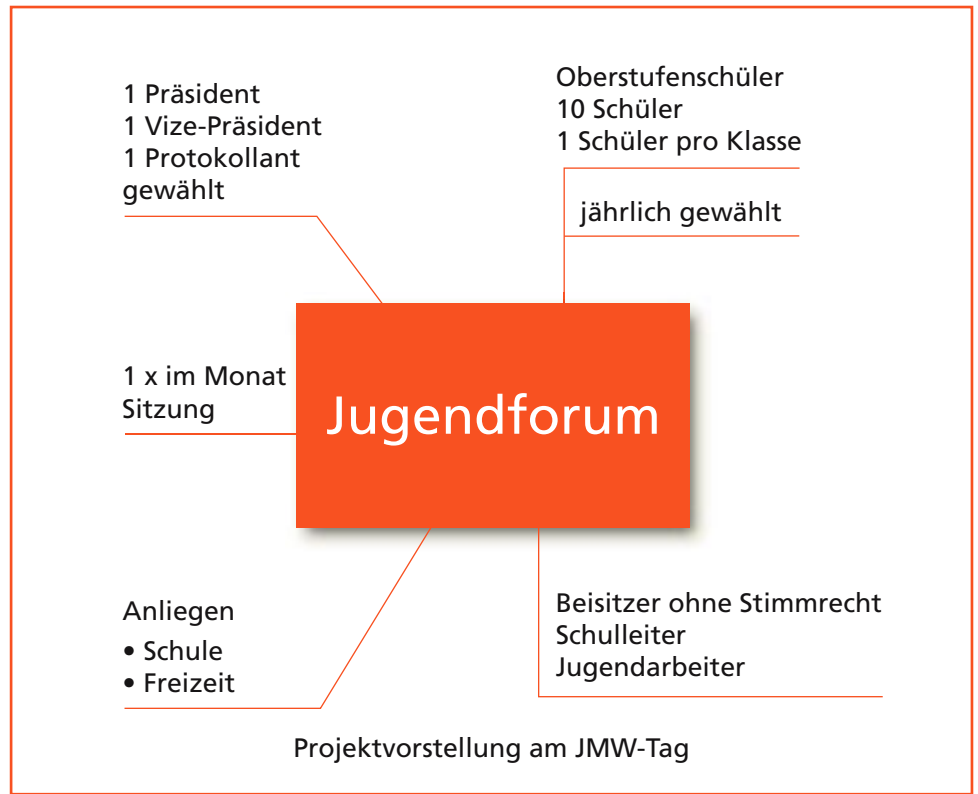 1 Präsident
1 Vize-Präsident
1 Protokollant
gewählt
Oberstufenschüler
10 Schüler
1 Schüler pro Klasse
jährlich gewählt
1 x im Monat
Sitzung
Jugendforum
Anliegen
• Schule
• Freizeit
Beisitzer ohne Stimmrecht
Schulleiter
Jugendarbeiter
Projektvorstellung am JMW-Tag